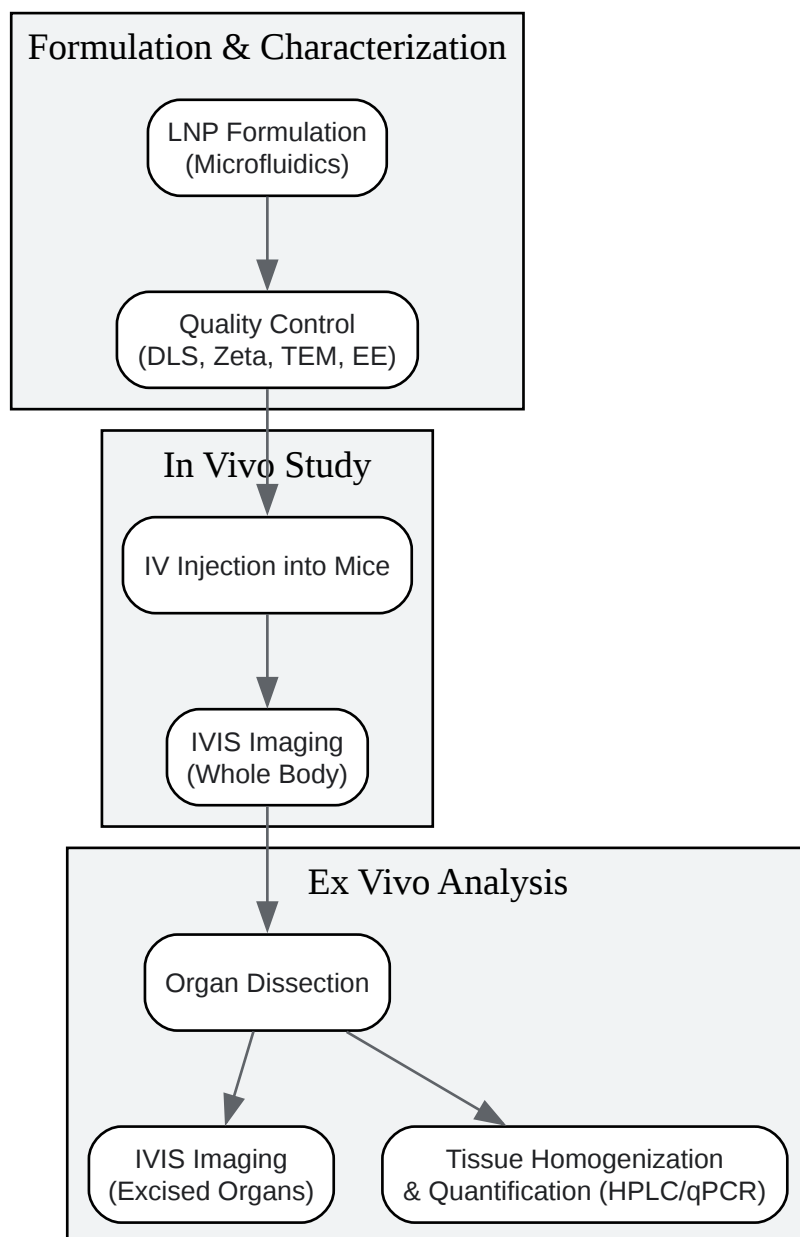 Formulation & Characterization
LNP Formulation
(Microfluidics)
Quality Control
(DLS, Zeta, TEM, EE)
In Vivo Study
IV Injection into Mice
IVIS Imaging
(Whole Body)
Ex Vivo Analysis
Organ Dissection
IVIS Imaging
(Excised Organs)
Tissue Homogenization
& Quantification (HPLC/qPCR)